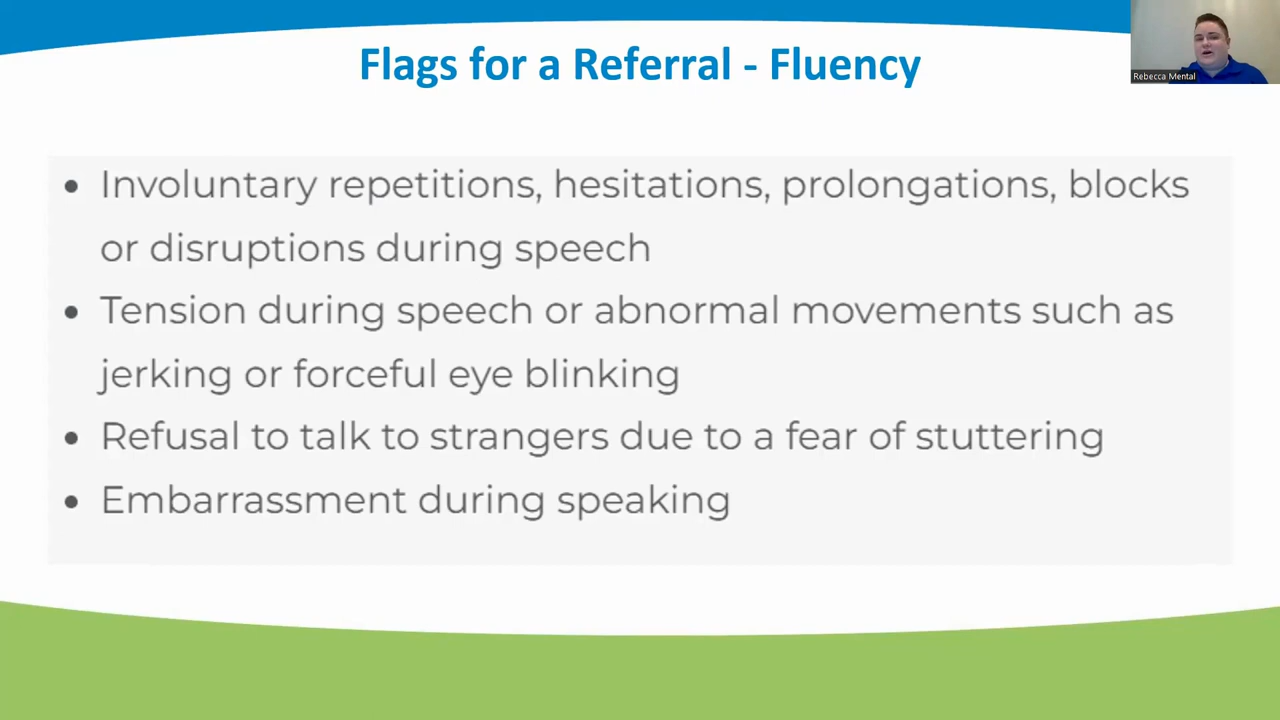 Flags for a Referral - Fluency
Rebecca Mental
• Involuntary repetitions, hesitations, prolongations, blocks
or disruptions during speech
• Tension during speech or abnormal movements such as
jerking or forceful eye blinking
• Refusal to talk to strangers due to a fear of stuttering
• Embarrassment during speaking